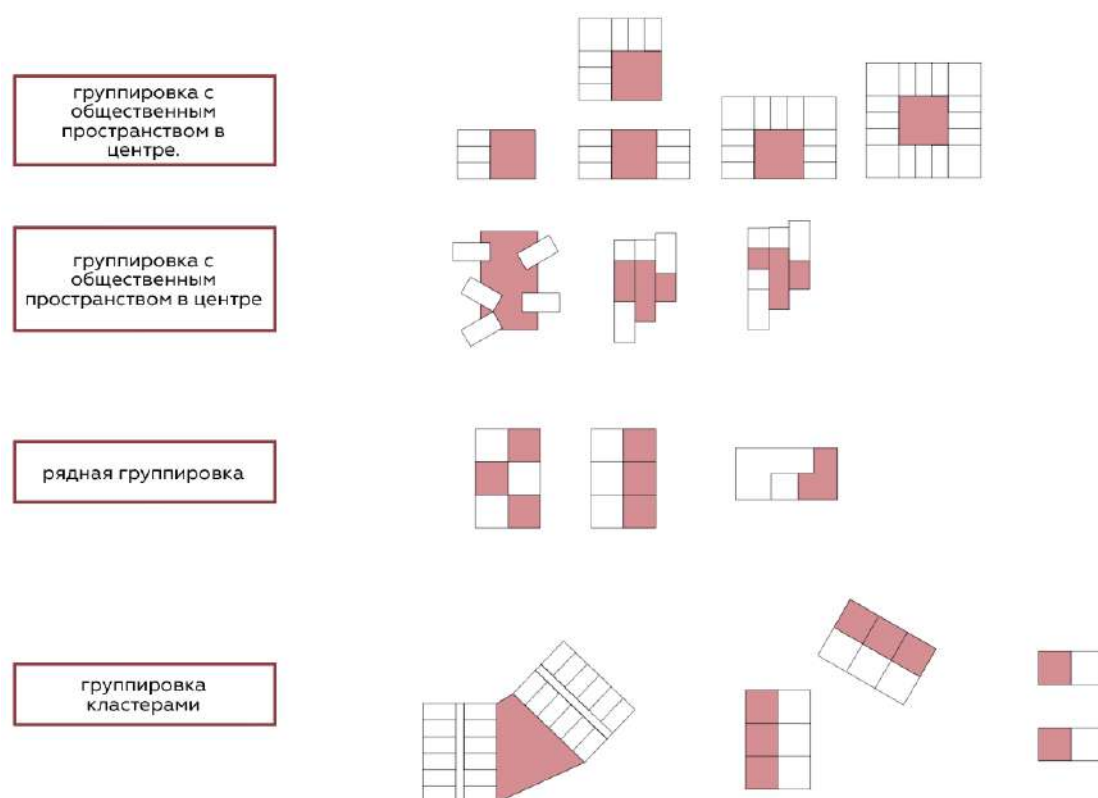 группировка с
общественным
пространством в
центре.
группировка с
общественным
пространством в центре
рядная группировка
группировка
кластерами